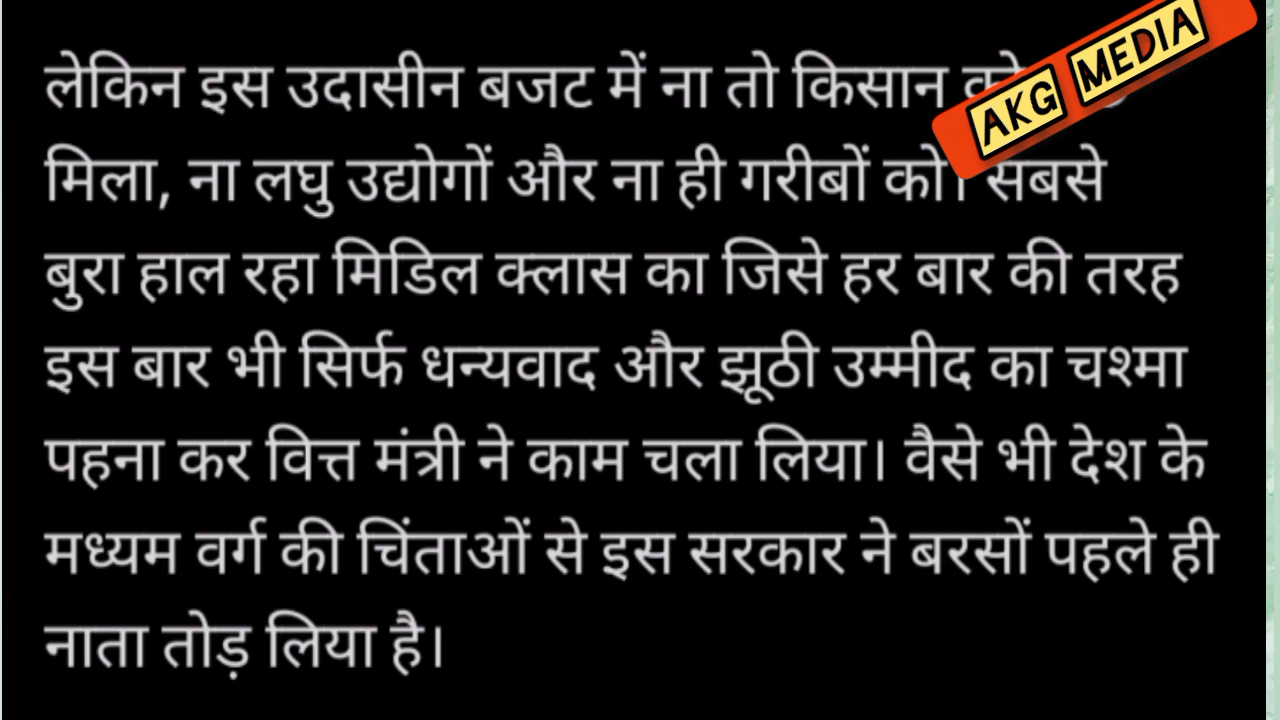 लेकिन इस उदासीन बजट में ना तो किसान को
मिला, ना लघु उद्योगों और ना ही गरीबों को। सबसे
बुरा हाल रहा मिडिल क्लास का जिसे हर बार की तरह
इस बार भी सिर्फ धन्यवाद और झूठी उम्मीद का चश्मा
पहना कर वित्त मंत्री ने काम चला लिया। वैसे भी देश के
मध्यम वर्ग की चिंताओं से इस सरकार ने बरसों पहले ही
नाता तोड़ लिया है।
AKG MEDIA